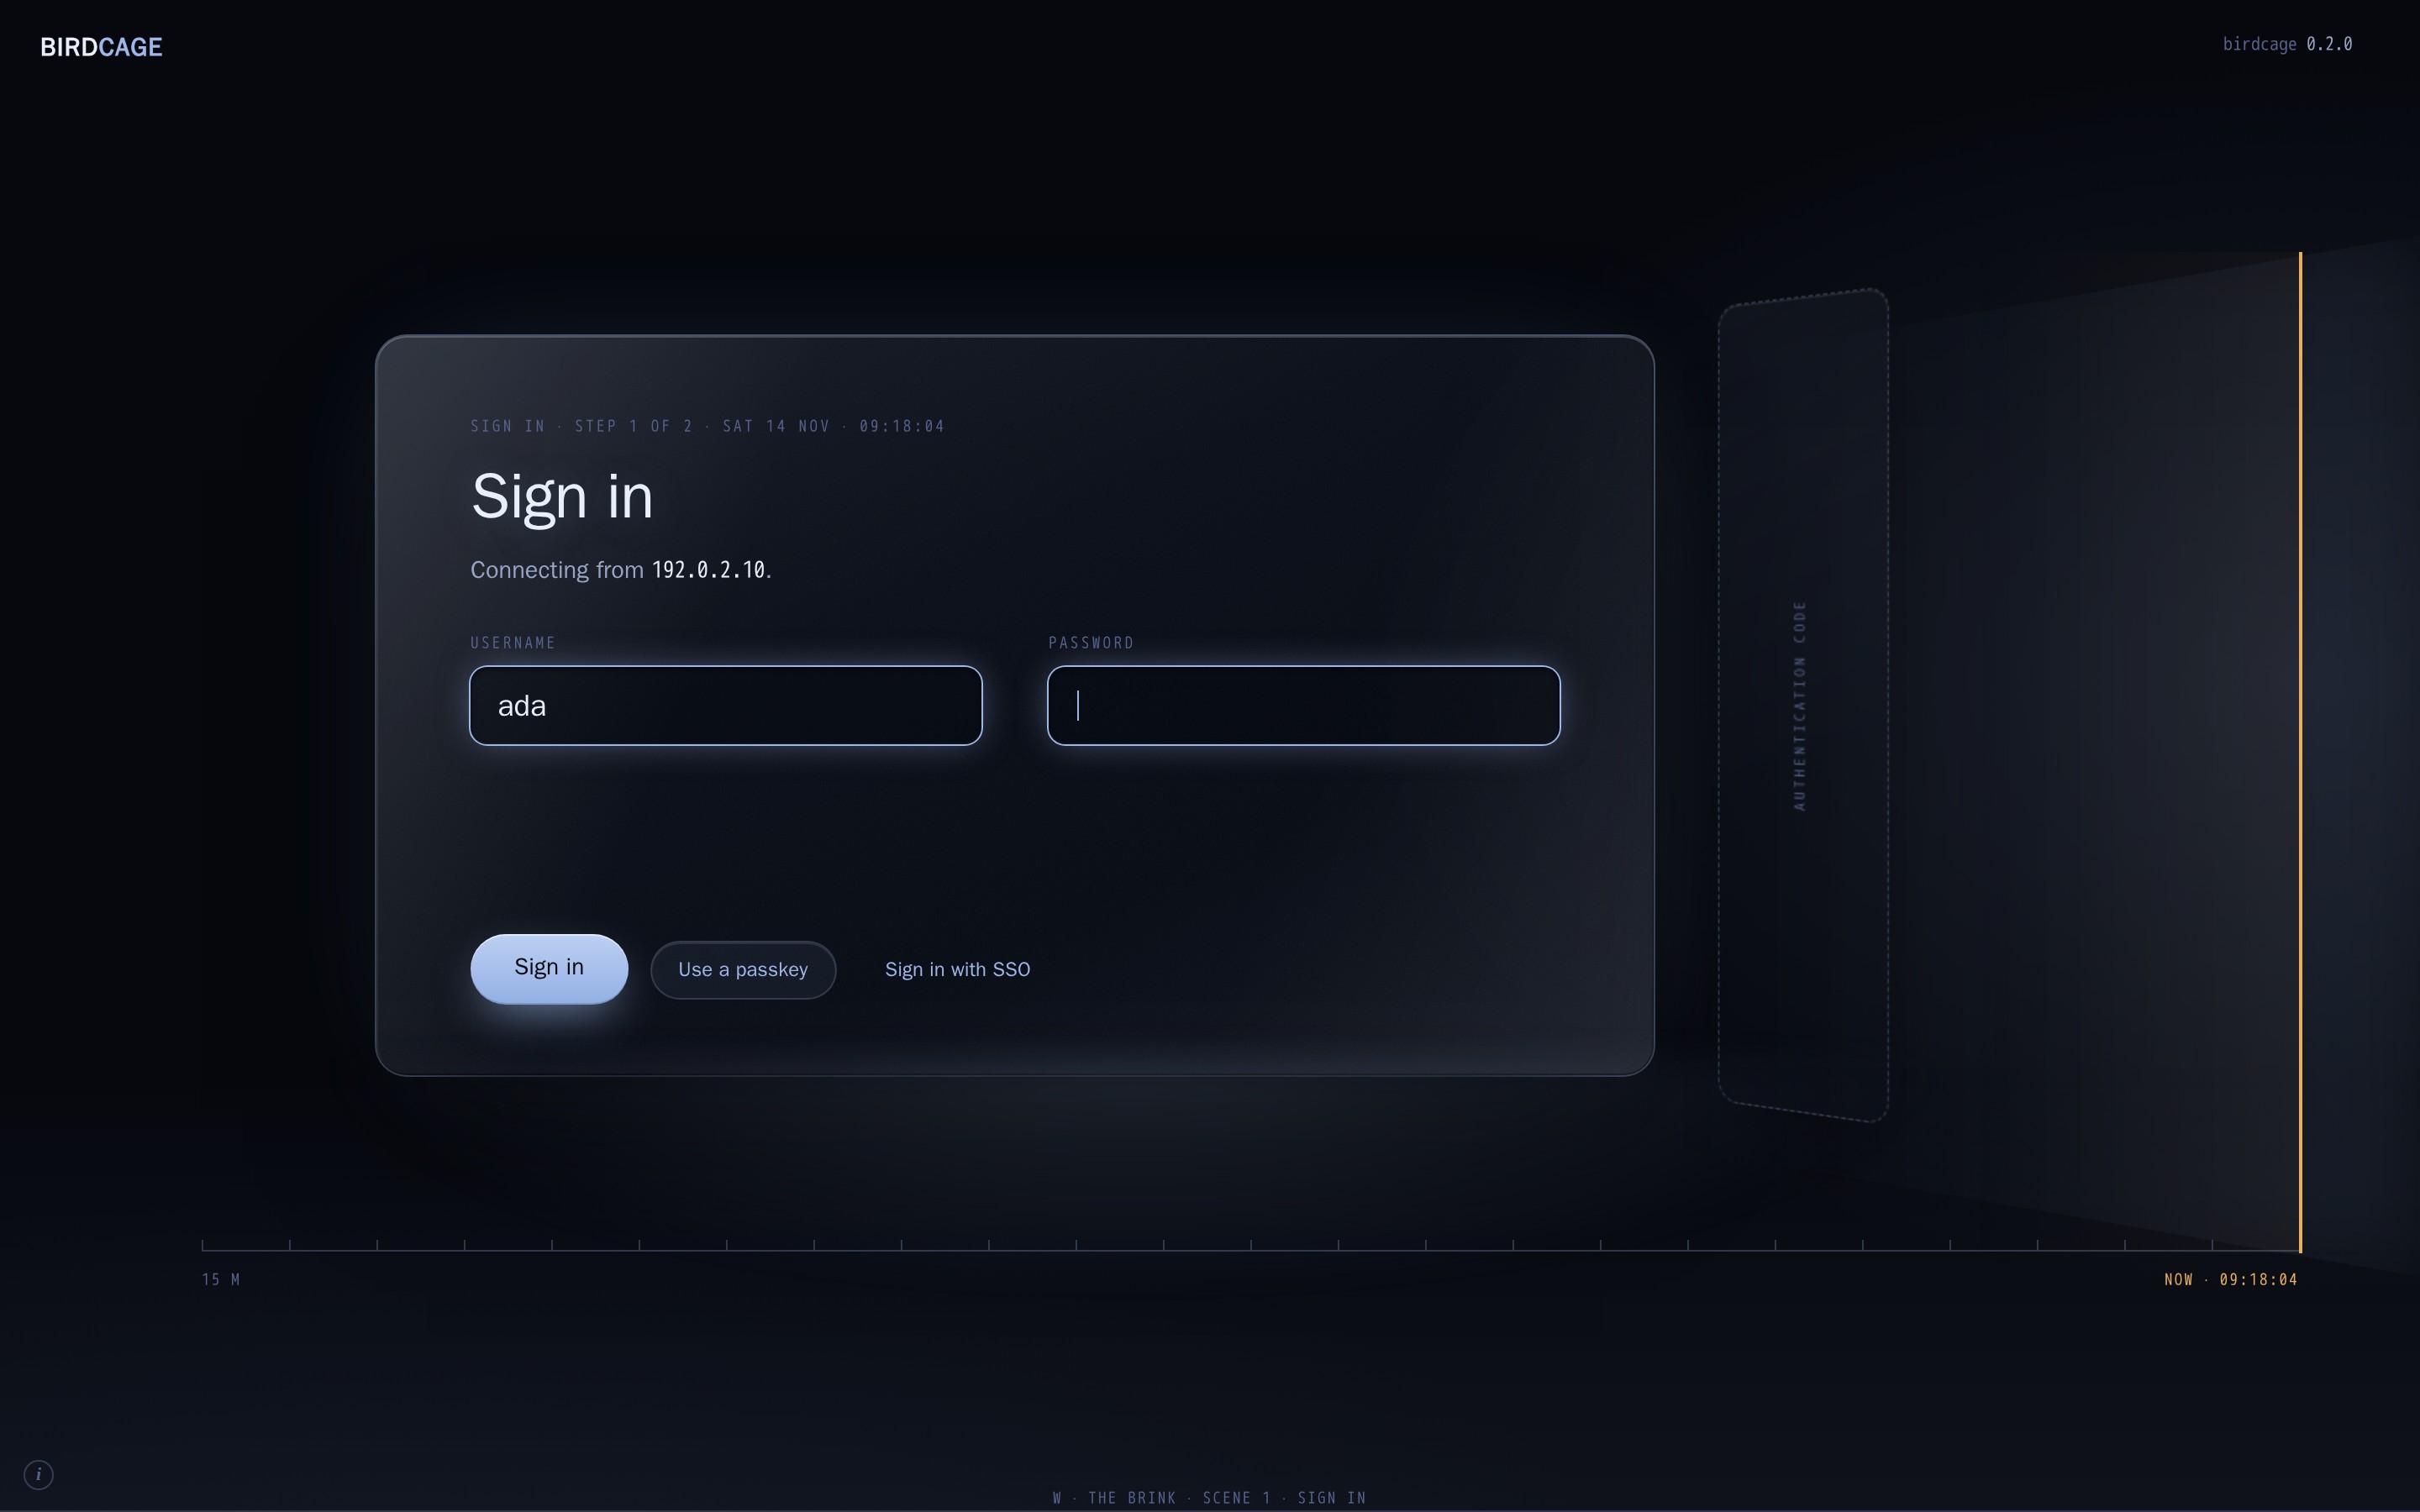 BIRDCAGE
birdcage 0.2.0
SIGN IN · STEP 1 OF 2 · SAT 14 NOV · 09:18:04
Sign in
Connecting from 192.0.2.10.
USERNAME
PASSWORD
ada
Sign in
Use a passkey
Sign in with SSO
AUTHENTICATION CODE
15 M
NOW · 09:18:04
i
W · THE BRINK · SCENE 1 · SIGN IN